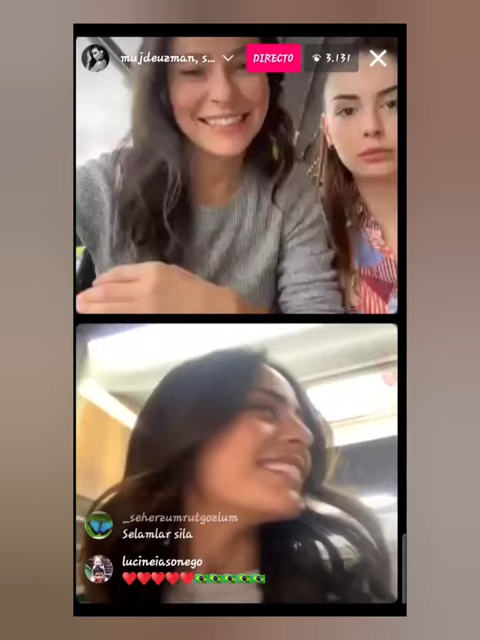 mujdeuzman, s...
DIRECTO
3.131
_seherzumrutgozlum
Selamlar sila
lucineiasonego
❤️❤️❤️❤️❤️🇧🇷🇧🇷🇧🇷🇧🇷🇧🇷